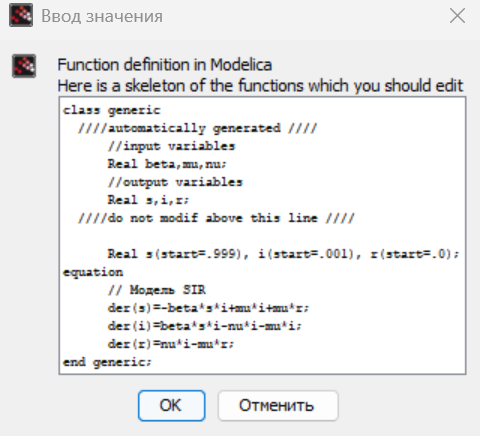 Ввод значения
Function definition in Modelica
Here is a skeleton of the functions which you should edit
class generic
  ////automatically generated ////
      //input variables
      Real beta,mu,nu;
      //output variables
      Real s,i,r;
  ////do not modif above this line ////
      Real s(start=.999), i(start=.001), r(start=.0);
equation
      // Модель SIR
      der(s)=-beta*s*i+mu*i+mu*r;
      der(i)=beta*s*i-nu*i-mu*i;
      der(r)=nu*i-mu*r;
end generic;
OK
Отменить